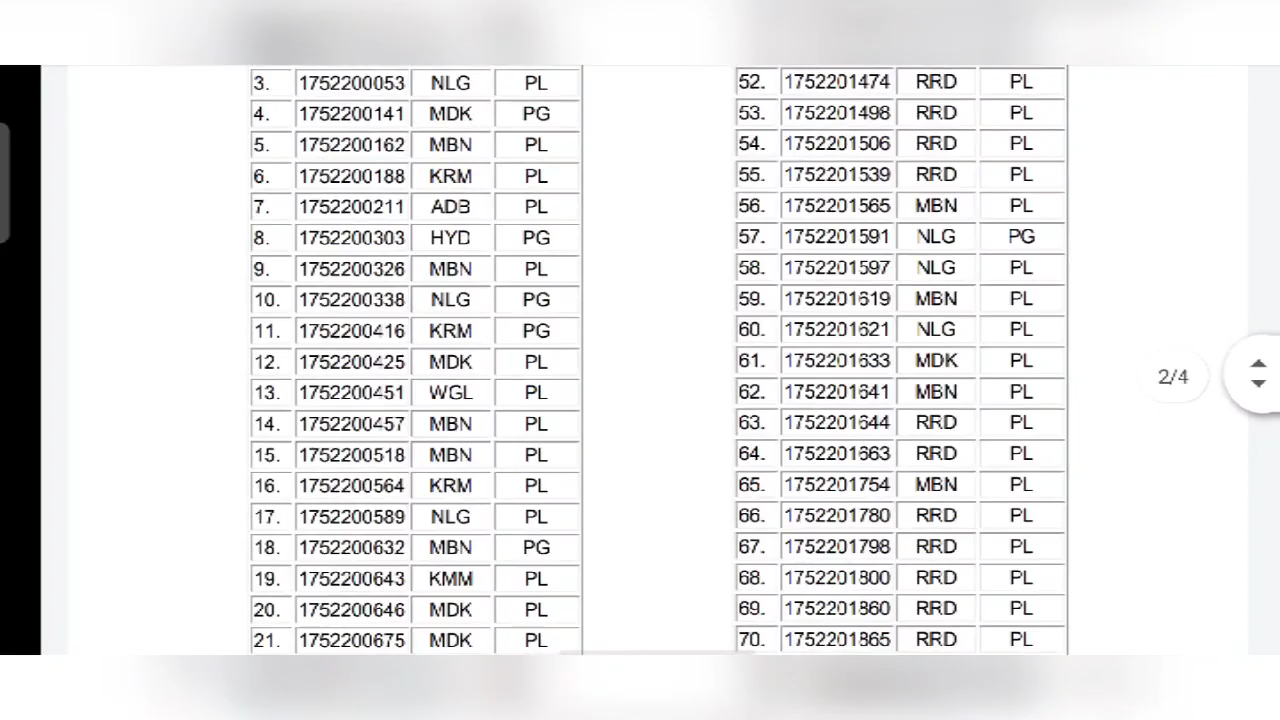 3. 1752200053 NLG PL
4. 1752200141 MDK PG
5. 1752200162 MBN PL
6. 1752200188 KRM PL
7. 1752200211 ADB PL
8. 1752200303 HYD PG
9. 1752200326 MBN PL
10. 1752200338 NLG PG
11. 1752200416 KRM PG
12. 1752200425 MDK PL
13. 1752200451 WGL PL
14. 1752200457 MBN PL
15. 1752200518 MBN PL
16. 1752200564 KRM PL
17. 1752200589 NLG PL
18. 1752200632 MBN PG
19. 1752200643 KMM PL
20. 1752200646 MDK PL
21. 1752200675 MDK PL
52. 1752201474 RRD PL
53. 1752201498 RRD PL
54. 1752201506 RRD PL
55. 1752201539 RRD PL
56. 1752201565 MBN PL
57. 1752201591 NLG PG
58. 1752201597 NLG PL
59. 1752201619 MBN PL
60. 1752201621 NLG PL
61. 1752201633 MDK PL
62. 1752201641 MBN PL
63. 1752201644 RRD PL
64. 1752201663 RRD PL
65. 1752201754 MBN PL
66. 1752201780 RRD PL
67. 1752201798 RRD PL
68. 1752201800 RRD PL
69. 1752201860 RRD PL
70. 1752201865 RRD PL
2/4